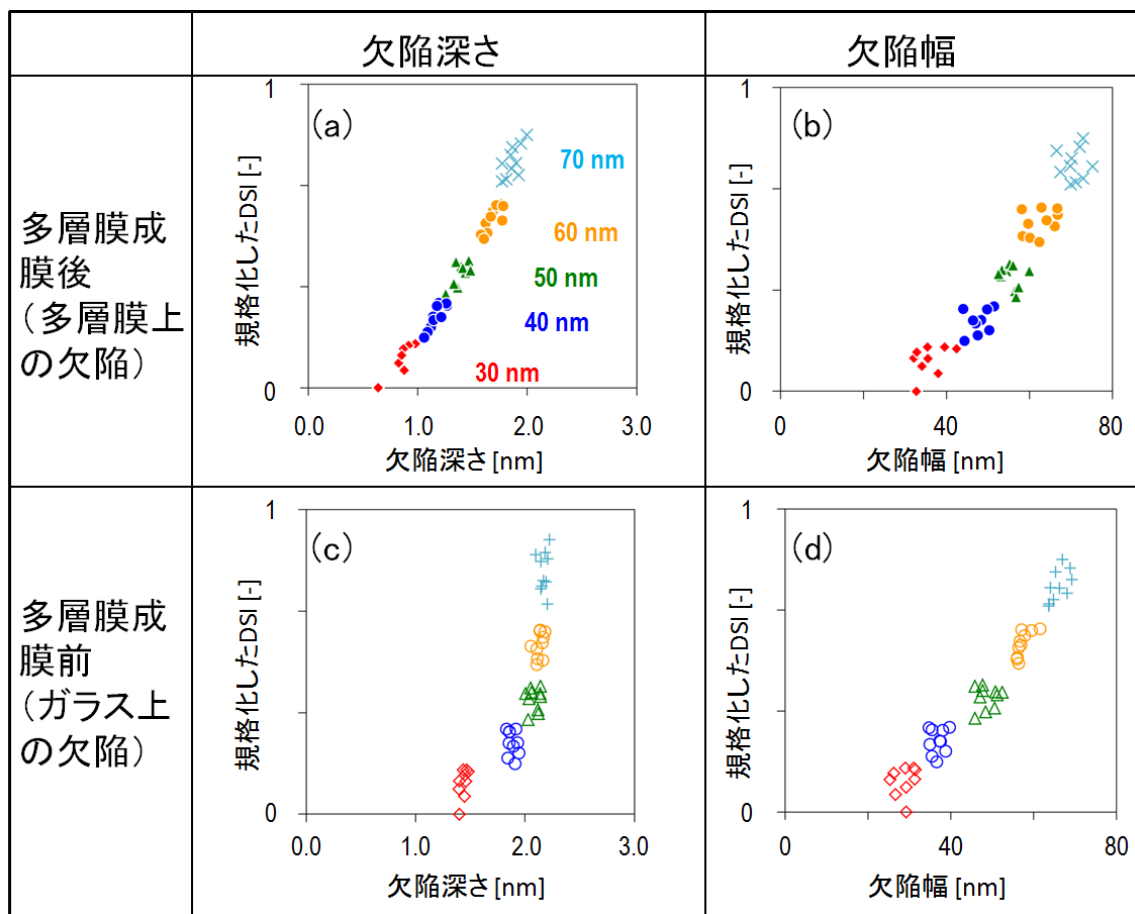 欠陥深さ
欠陥幅
多層膜成
膜後
（多層膜上
の欠陥）
1
(a)
70 nm
60 nm
50 nm
40 nm
30 nm
規格化したDSI [-]
0
0.0
1.0
2.0
3.0
欠陥深さ [nm]
1
(b)
規格化したDSI [-]
0
0
40
80
欠陥幅 [nm]
多層膜成
膜前
（ガラス上
の欠陥）
1
(c)
規格化したDSI [-]
0
0.0
1.0
2.0
3.0
欠陥深さ [nm]
1
(d)
規格化したDSI [-]
0
0
40
80
欠陥幅 [nm]